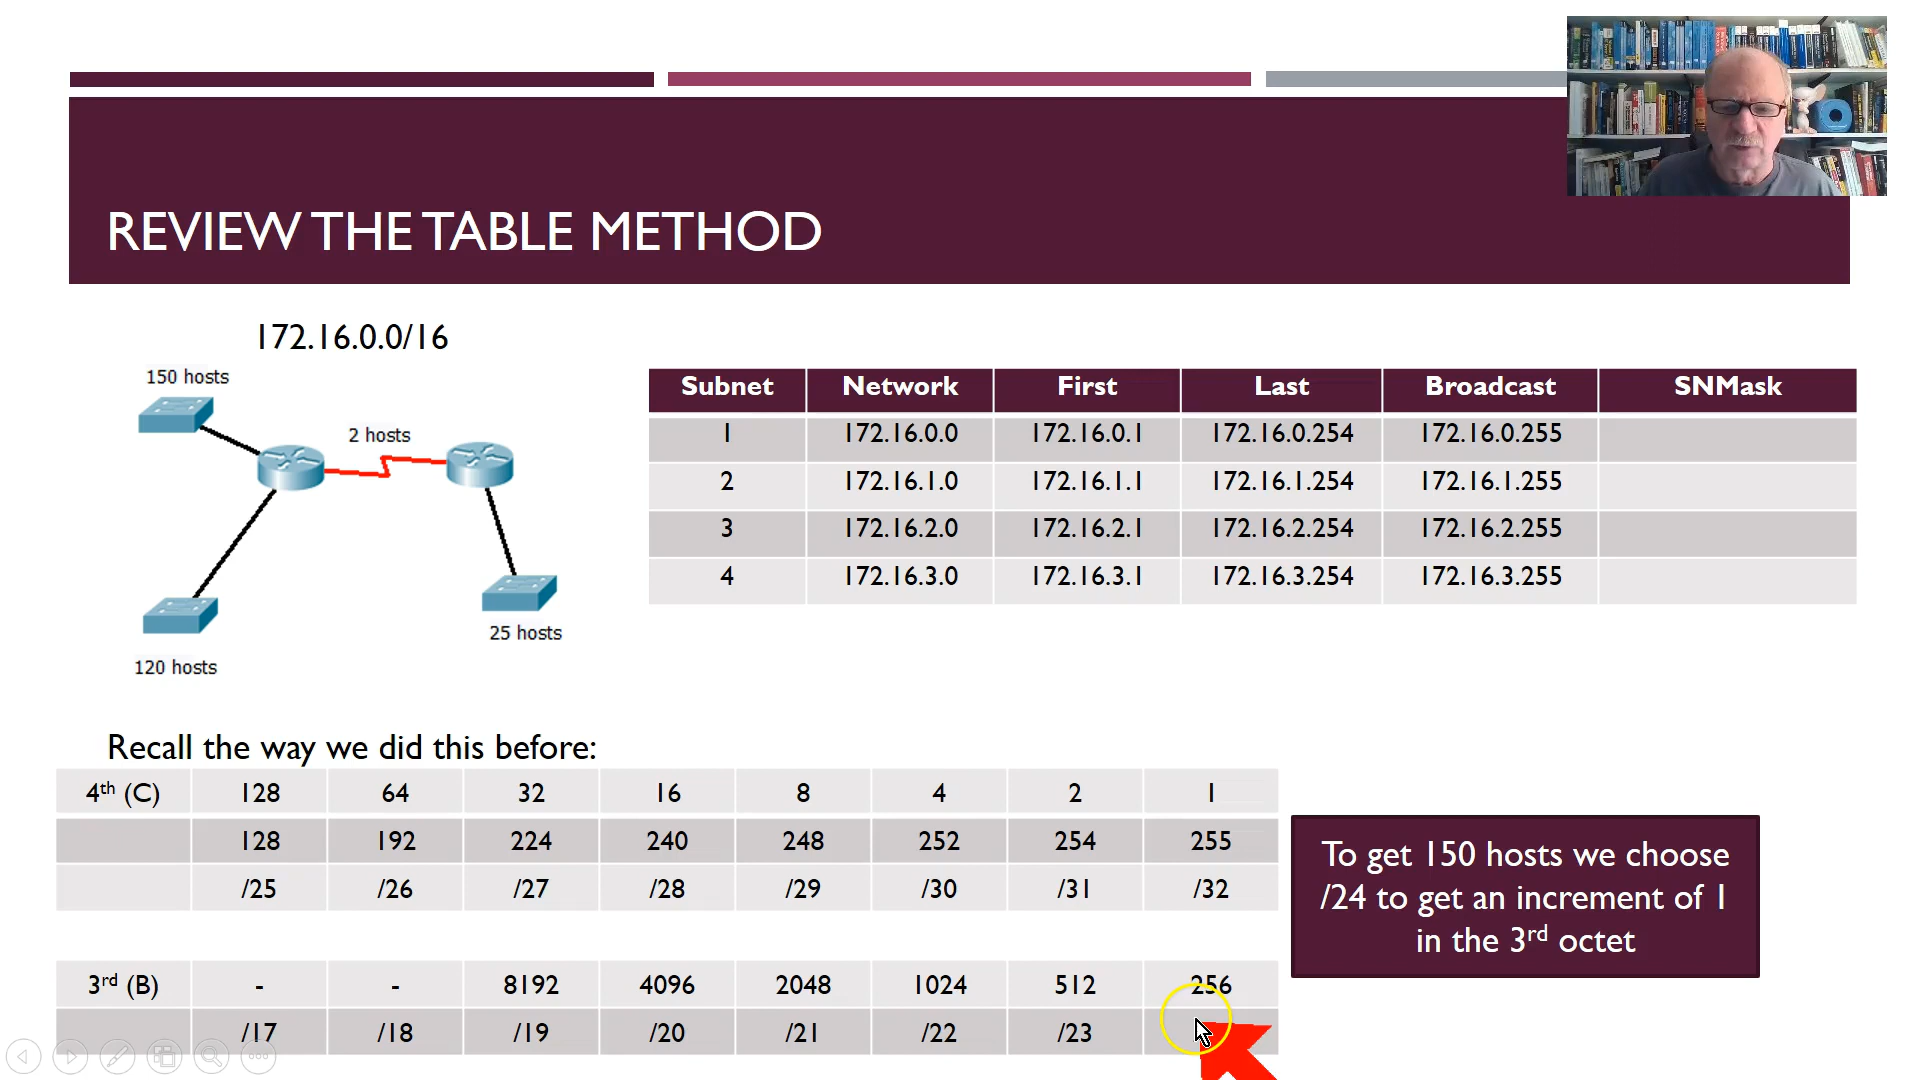 REVIEW THE TABLE METHOD
172.16.0.0/16
150 hosts
2 hosts
25 hosts
120 hosts
Subnet Network First Last Broadcast SNMask
1 172.16.0.0 172.16.0.1 172.16.0.254 172.16.0.255
2 172.16.1.0 172.16.1.1 172.16.1.254 172.16.1.255
3 172.16.2.0 172.16.2.1 172.16.2.254 172.16.2.255
4 172.16.3.0 172.16.3.1 172.16.3.254 172.16.3.255
Recall the way we did this before:
4th (C) 128 64 32 16 8 4 2 1
128 192 224 240 248 252 254 255
/25 /26 /27 /28 /29 /30 /31 /32
3rd (B) - - 8192 4096 2048 1024 512 256
/17 /18 /19 /20 /21 /22 /23
To get 150 hosts we choose
/24 to get an increment of 1
in the 3rd octet